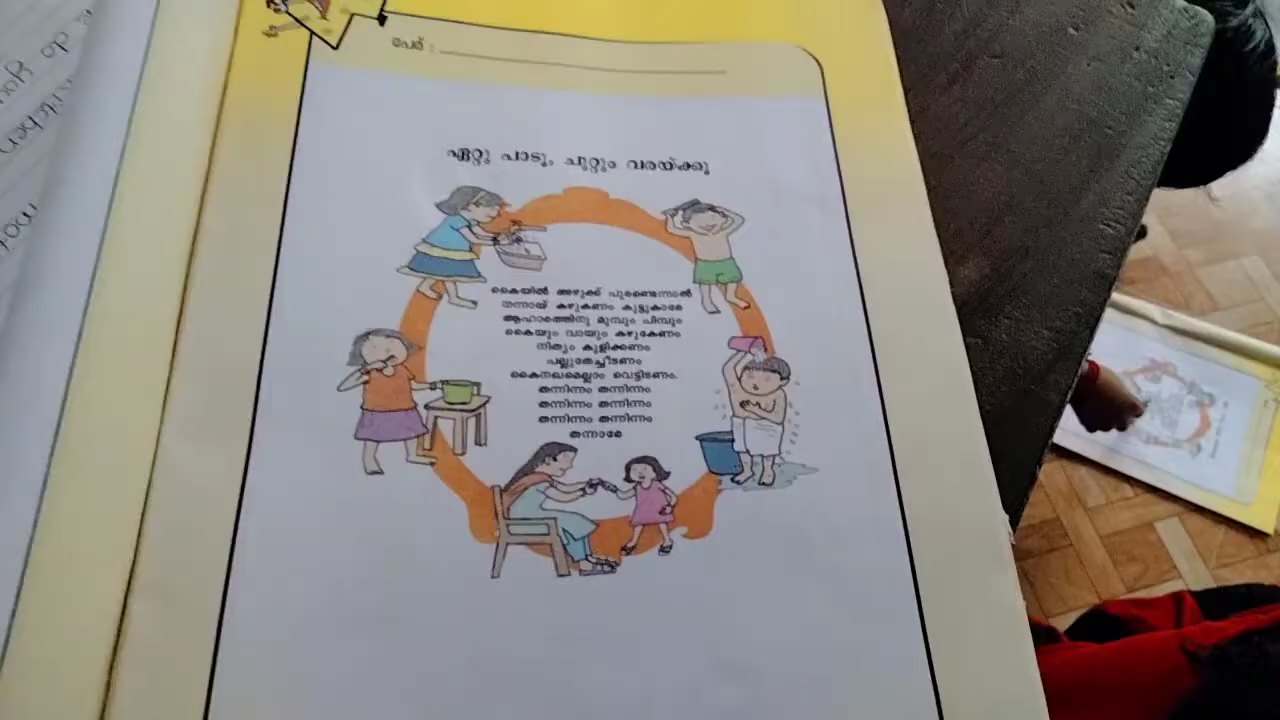 പേര് :
ഏറ്റു പാടൂ, ചുറ്റും വരയ്ക്കൂ
കൈയിൽ അഴുക്ക് പുരണ്ടെന്നാൽ
നന്നായ് കഴുകണം കൂട്ടുകാരേ
ആഹാരത്തിനു മുമ്പും പിമ്പും
കൈയും വായും കഴുകേണം
നിത്യം കുളിക്കണം
പല്ലുതേച്ചീടണം
കൈനഖമെല്ലാം വെട്ടിടണം.
തന്നിന്നം തന്നിന്നം
തന്നിന്നം തന്നിന്നം
തന്നിന്നം തന്നിന്നം
തന്നാരേ